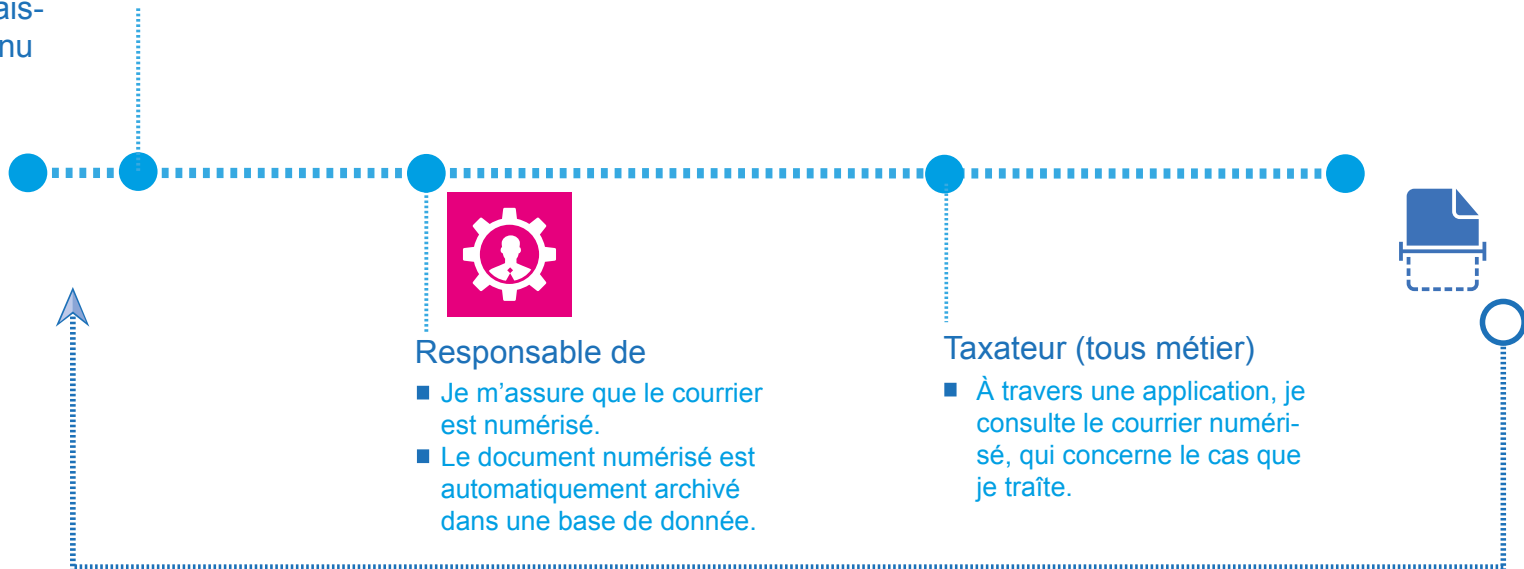 ais-
nu
Responsable de
■ Je m’assure que le courrier
est numérisé.
■ Le document numérisé est
automatiquement archivé
dans une base de donnée.
Taxateur (tous métier)
■ À travers une application, je
consulte le courrier numéri-
sé, qui concerne le cas que
je traîte.